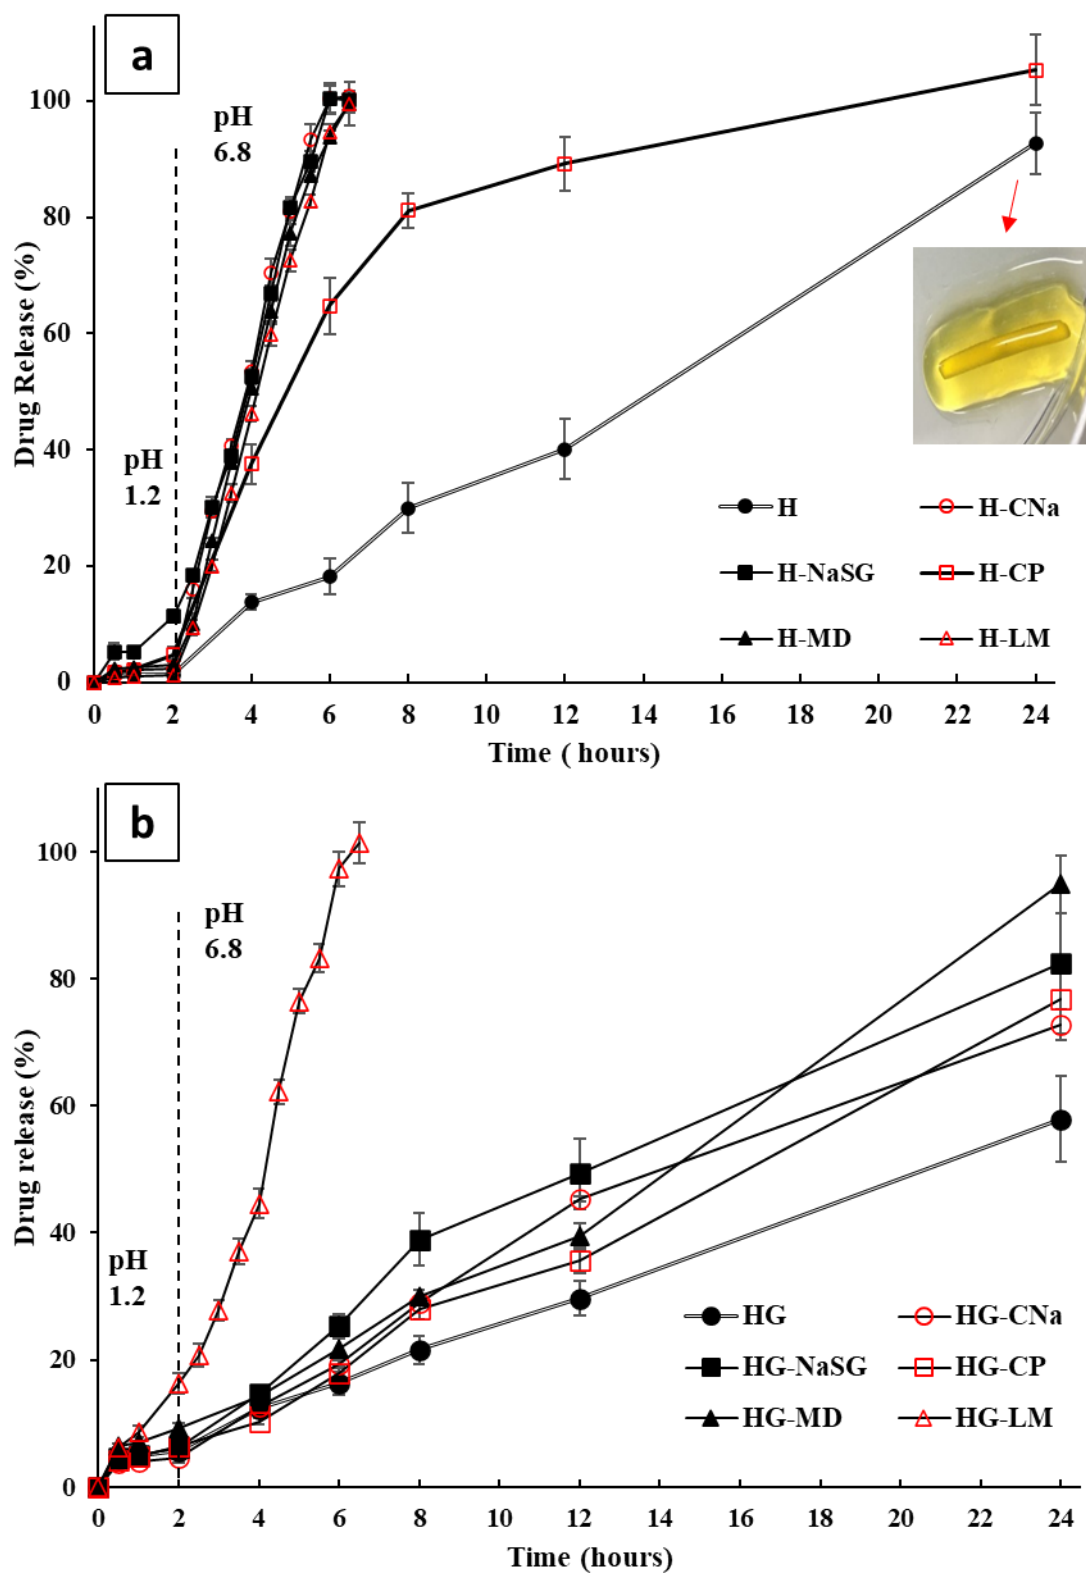 a
pH
6.8
pH
1.2
Drug Release (%)
100
80
60
40
20
0
H
H-CNa
H-NaSG
H-CP
H-MD
H-LM
0 2 4 6 8 10 12 14 16 18 20 22 24
Time ( hours)
b
pH
6.8
pH
1.2
Drug release (%)
100
80
60
40
20
0
HG
HG-CNa
HG-NaSG
HG-CP
HG-MD
HG-LM
0 2 4 6 8 10 12 14 16 18 20 22 24
Time (hours)